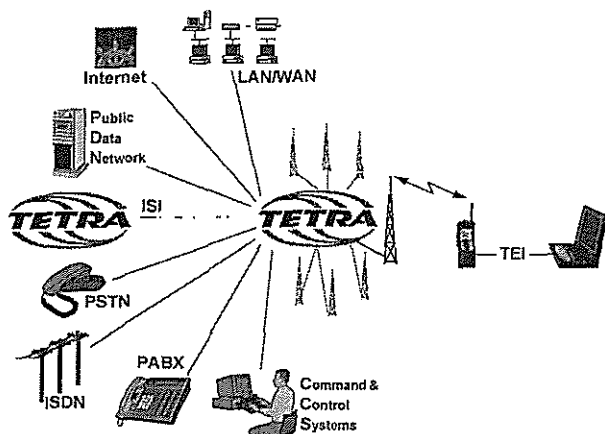 Internet
LAN/WAN
Public
Data
Network
TETRA
ISI
TETRA
TEI
PSTN
ISDN
PABX
Command &
Control
Systems